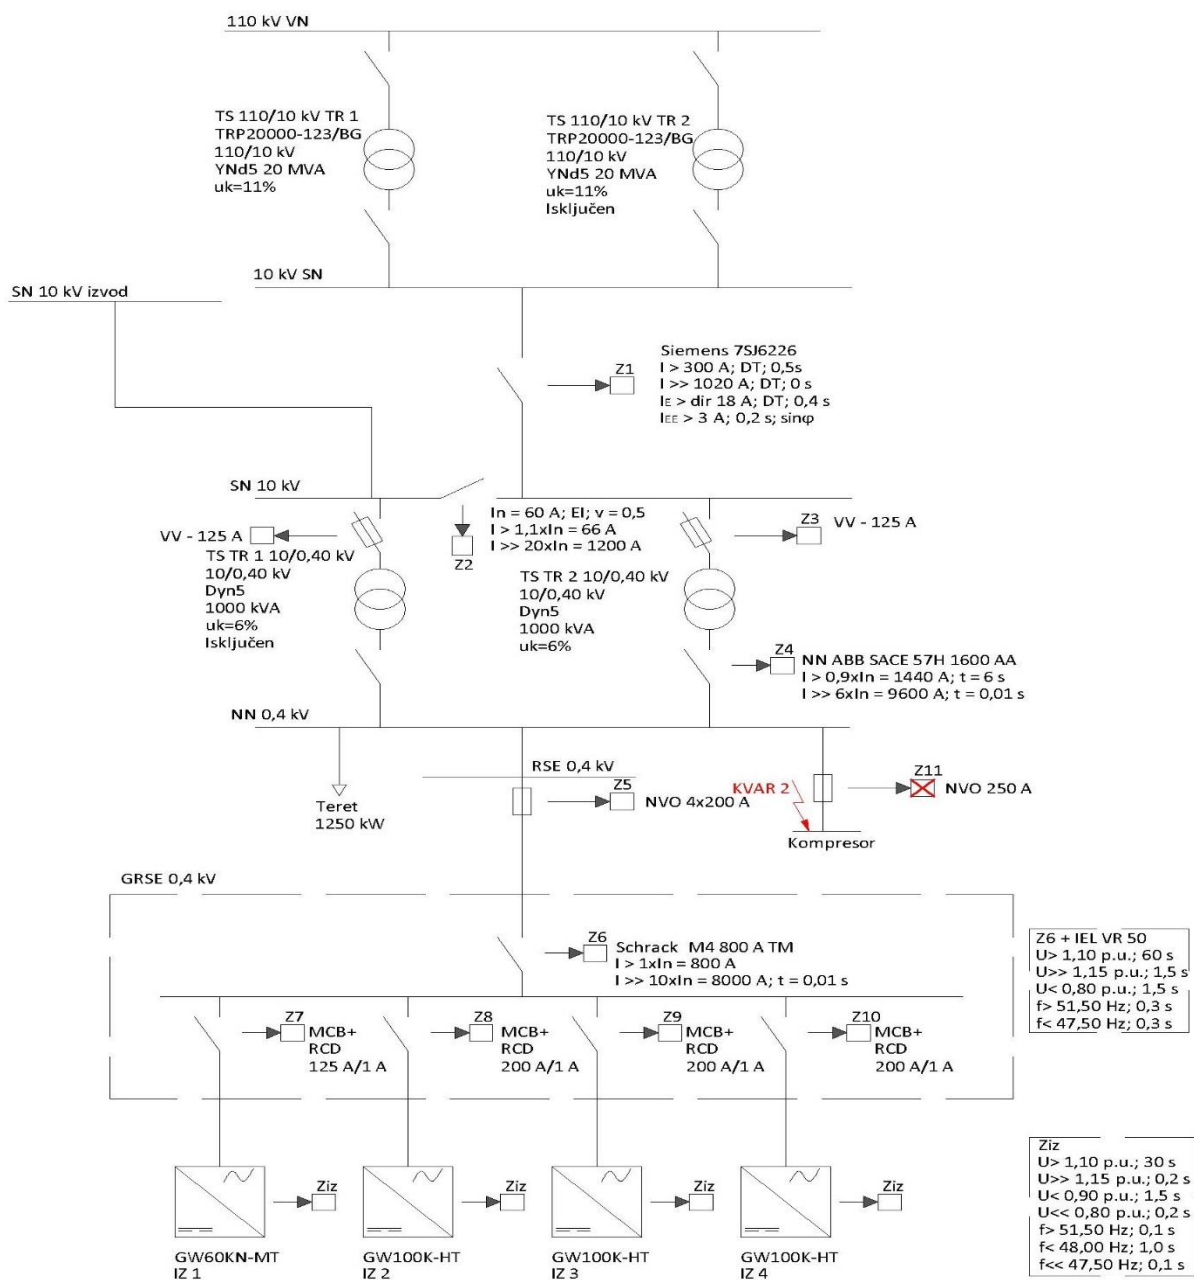 110 kV VN
TS 110/10 kV TR 1
TRP20000-123/BG
110/10 kV
YNd5 20 MVA
uk=11%
TS 110/10 kV TR 2
TRP20000-123/BG
110/10 kV
YNd5 20 MVA
uk=11%
Isključen
10 kV SN
SN 10 kV izvod
Z1
Siemens 7SJ6226
I > 300 A; DT; 0,5s
I >> 1020 A; DT; 0 s
IE > dir 18 A; DT; 0,4 s
IEE > 3 A; 0,2 s; sinφ
SN 10 kV
VV - 125 A
TS TR 1 10/0,40 kV
10/0,40 kV
Dyn5
1000 kVA
uk=6%
Isključen
Z2
In = 60 A; EI; v = 0,5
I > 1,1xIn = 66 A
I >> 20xIn = 1200 A
Z3
VV - 125 A
TS TR 2 10/0,40 kV
10/0,40 kV
Dyn5
1000 kVA
uk=6%
Z4
NN ABB SACE 57H 1600 AA
I > 0,9xIn = 1440 A; t = 6 s
I >> 6xIn = 9600 A; t = 0,01 s
NN 0,4 kV
Teret
1250 kW
RSE 0,4 kV
Z5
NVO 4x200 A
KVAR 2
Z11
NVO 250 A
Kompresor
GRSE 0,4 kV
Z6
Schrack M4 800 A TM
I > 1xIn = 800 A
I >> 10xIn = 8000 A; t = 0,01 s
Z6 + IEL VR 50
U> 1,10 p.u.; 60 s
U>> 1,15 p.u.; 1,5 s
U< 0,80 p.u.; 1,5 s
f> 51,50 Hz; 0,3 s
f< 47,50 Hz; 0,3 s
Z7
MCB+
RCD
125 A/1 A
Z8
MCB+
RCD
200 A/1 A
Z9
MCB+
RCD
200 A/1 A
Z10
MCB+
RCD
200 A/1 A
Ziz
Ziz
Ziz
Ziz
GW60KN-MT
IZ 1
GW100K-HT
IZ 2
GW100K-HT
IZ 3
GW100K-HT
IZ 4
Ziz
U> 1,10 p.u.; 30 s
U>> 1,15 p.u.; 0,2 s
U< 0,90 p.u.; 1,5 s
U<< 0,80 p.u.; 0,2 s
f> 51,50 Hz; 0,1 s
f< 48,00 Hz; 1,0 s
f<< 47,50 Hz; 0,1 s